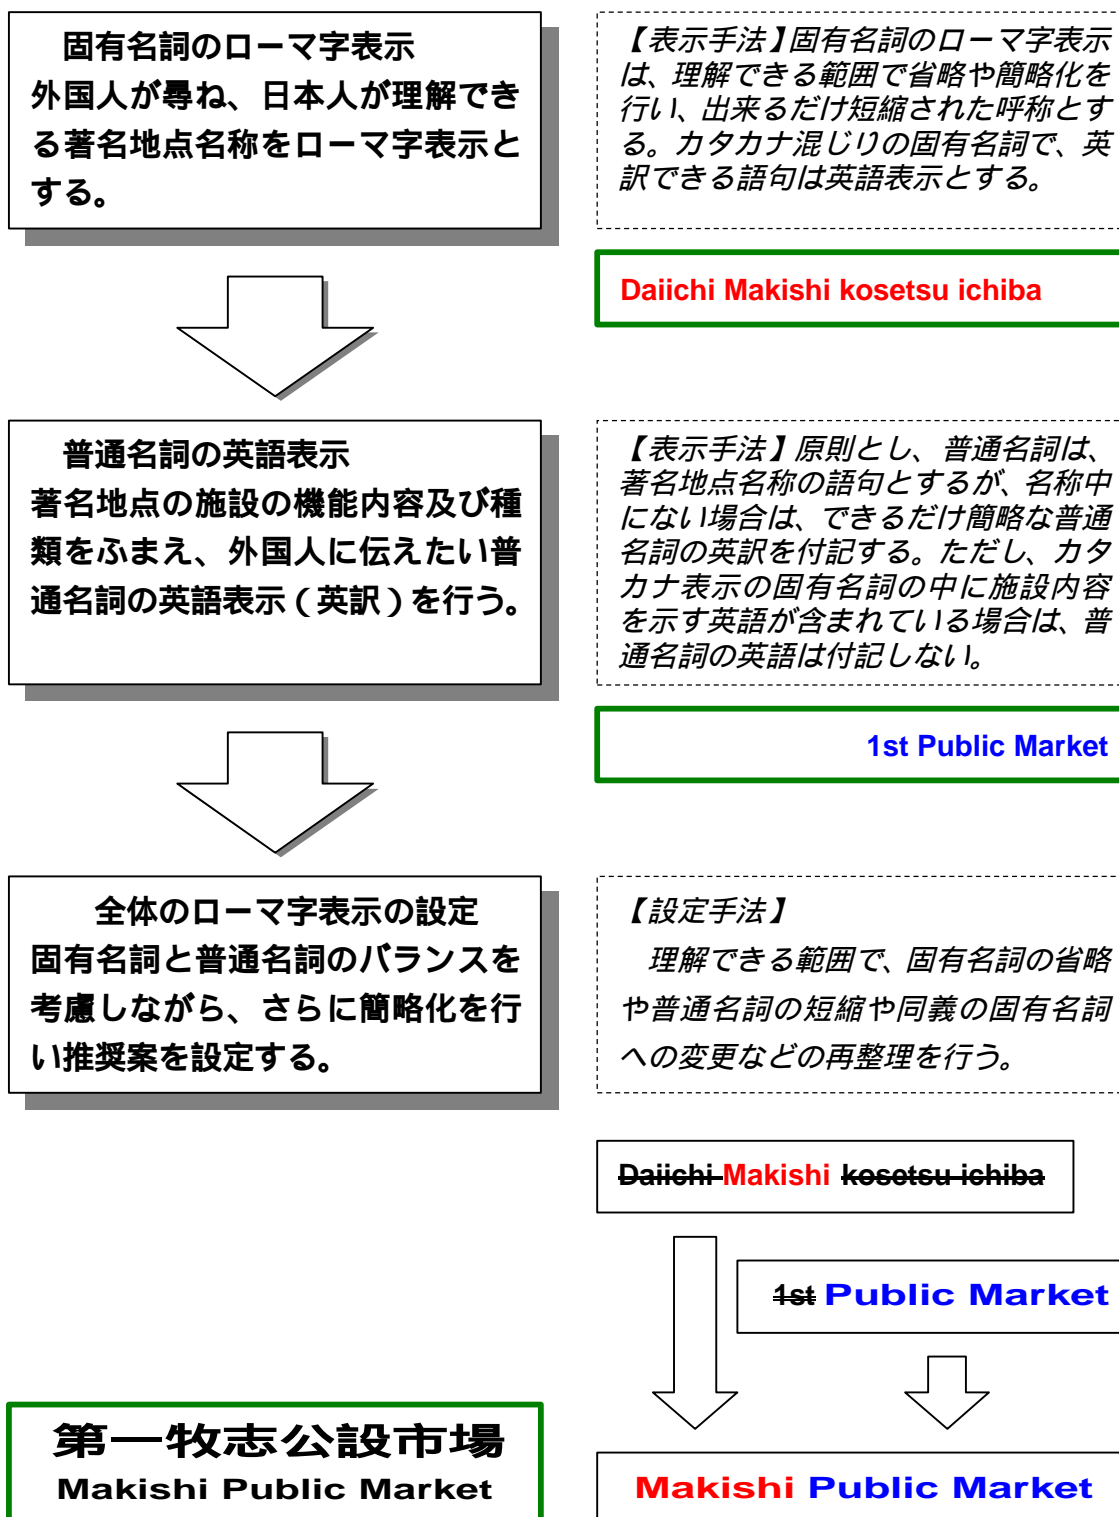 固有名詞のローマ字表示
外国人が尋ね、日本人が理解でき
る著名地点名称をローマ字表示と
する。
【表示手法】固有名詞のローマ字表示
は、理解できる範囲で省略や簡略化を
行い、出来るだけ短縮された呼称とす
る。カタカナ混じりの固有名詞で、英
訳できる語句は英語表示とする。
Daiichi Makishi kosetsu ichiba
普通名詞の英語表示
著名地点の施設の機能内容及び種
類をふまえ、外国人に伝えたい普
通名詞の英語表示（英訳）を行う。
【表示手法】原則とし、普通名詞は、
著名地点名称の語句とするが、名称中
にない場合は、できるだけ簡略な普通
名詞の英訳を付記する。ただし、カタ
カナ表示の固有名詞の中に施設内容
を示す英語が含まれている場合は、普
通名詞の英語は付記しない。
1st Public Market
全体のローマ字表示の設定
固有名詞と普通名詞のバランスを
考慮しながら、さらに簡略化を行
い推奨案を設定する。
【設定手法】
理解できる範囲で、固有名詞の省略
や普通名詞の短縮や同義の固有名詞
への変更などの再整理を行う。
Daiichi Makishi kosetsu ichiba
1st Public Market
第一牧志公設市場
Makishi Public Market
Makishi Public Market